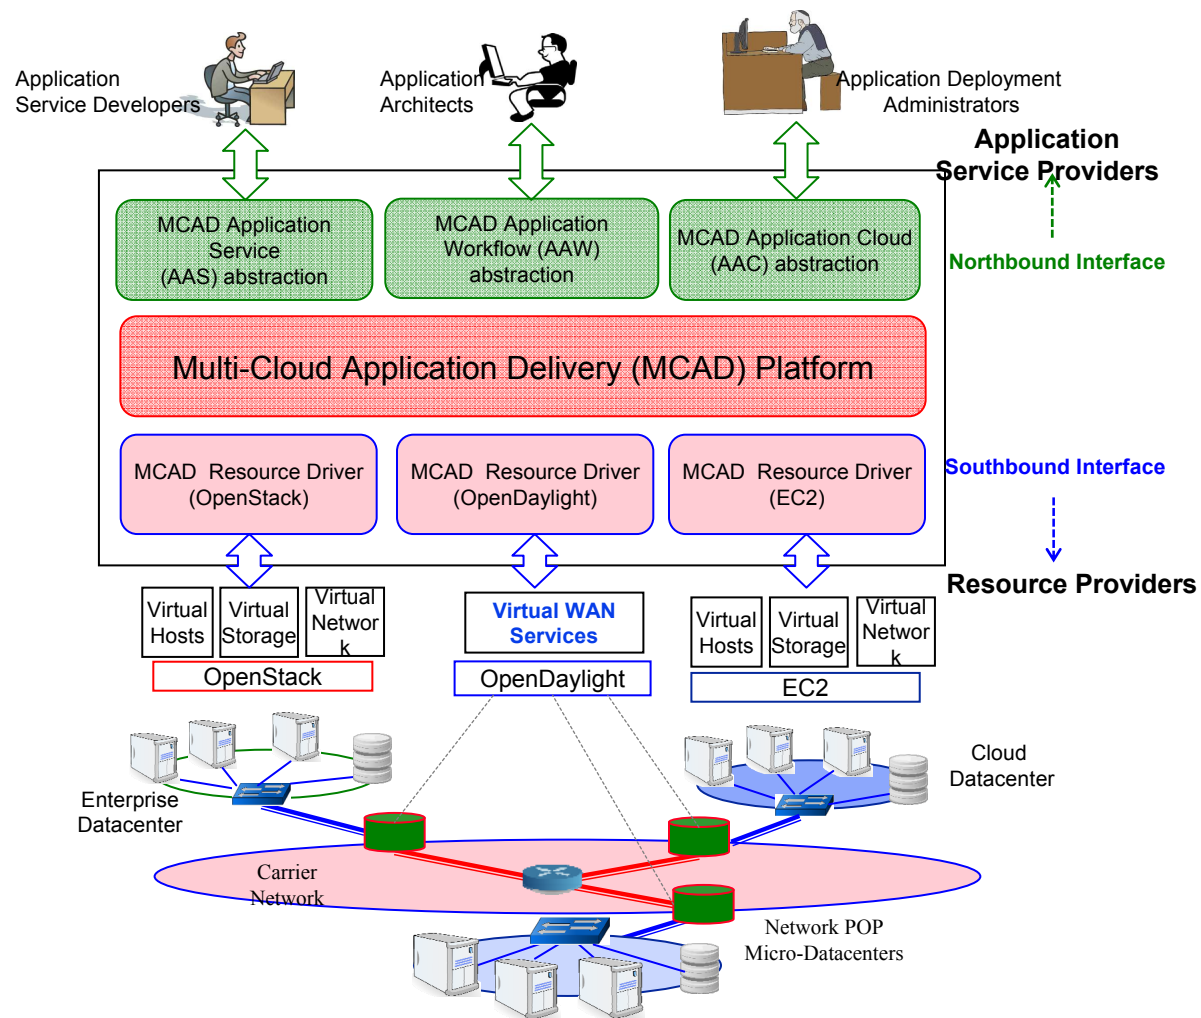 Application
Service Developers
Application
Architects
Application Deployment
Administrators
Application
Service Providers
MCAD Application
Service
(AAS) abstraction
MCAD Application
Workflow (AAW)
abstraction
MCAD Application Cloud
(AAC) abstraction
Northbound Interface
Multi-Cloud Application Delivery (MCAD) Platform
MCAD Resource Driver
(OpenStack)
MCAD Resource Driver
(OpenDaylight)
MCAD Resource Driver
(EC2)
Southbound Interface
Resource Providers
Virtual
Hosts
Virtual
Storage
Virtual
Networ
k
OpenStack
Virtual WAN
Services
OpenDaylight
Virtual
Hosts
Virtual
Storage
Virtual
Networ
k
EC2
Enterprise
Datacenter
Cloud
Datacenter
Carrier
Network
Network POP
Micro-Datacenters